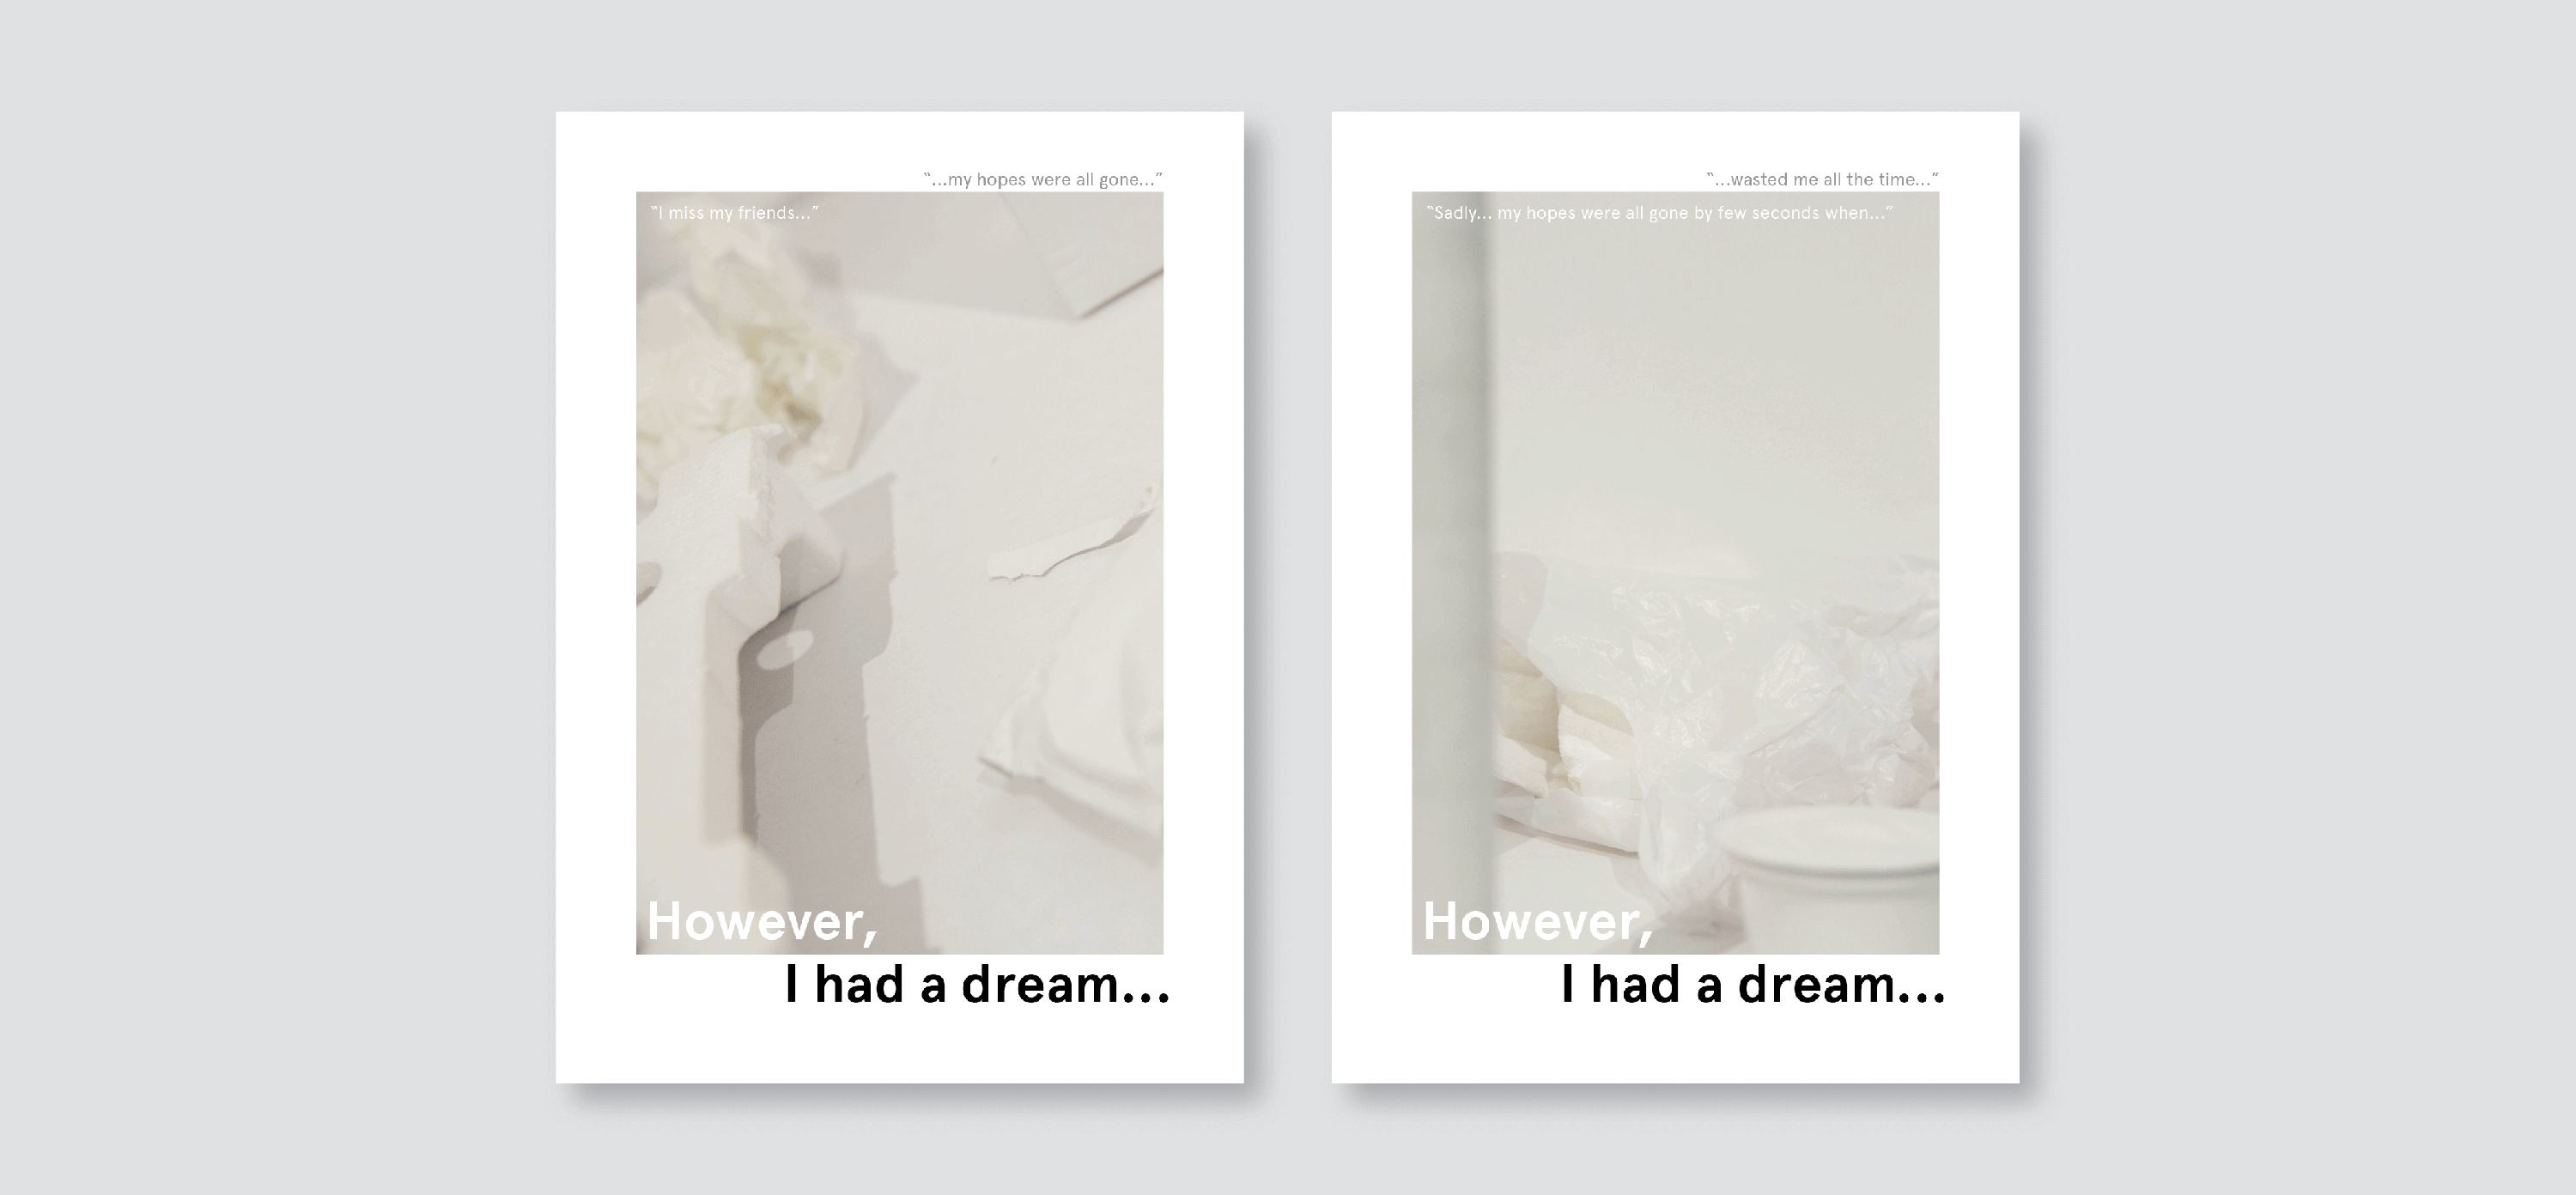 “...my hopes were all gone...”
“I miss my friends...”
However,
I had a dream...
“...wasted me all the time...”
“Sadly... my hopes were all gone by few seconds when...”
However,
I had a dream...